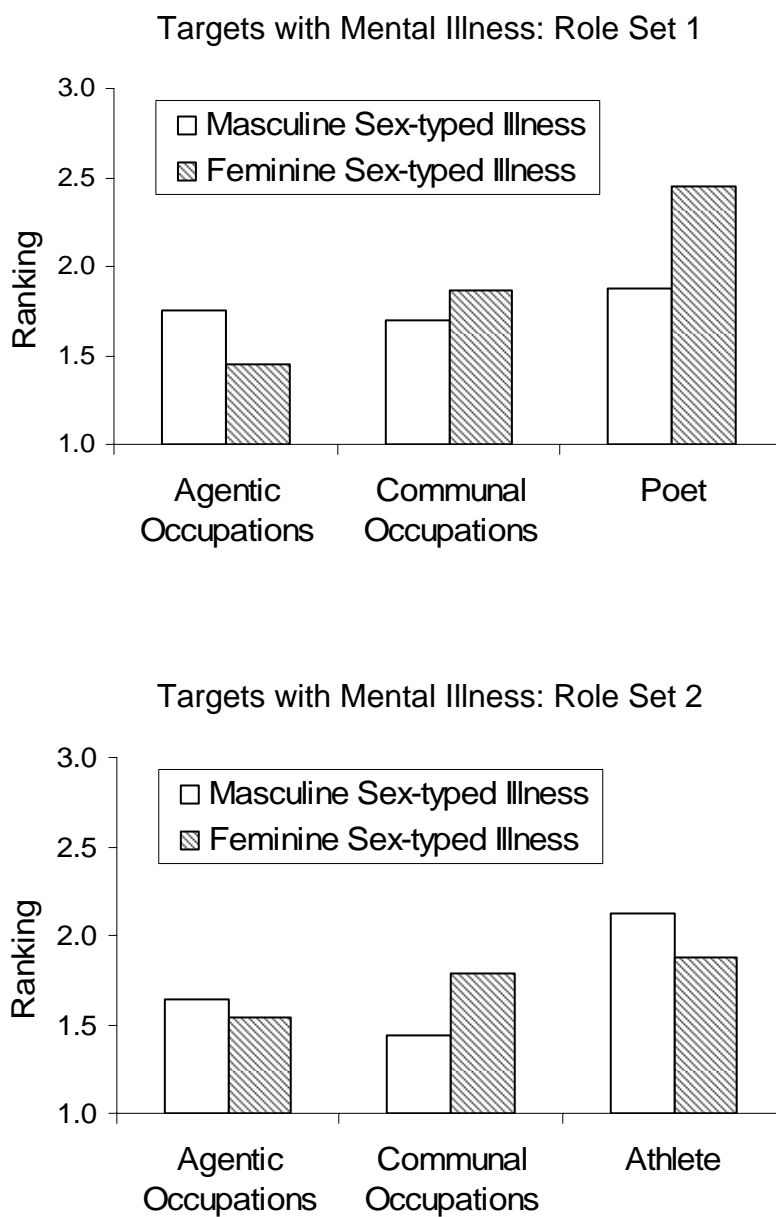 Targets with Mental Illness: Role Set 1
3.0
2.5
2.0
1.5
1.0
Ranking
Masculine Sex-typed Illness
Feminine Sex-typed Illness
Agentic Occupations
Communal Occupations
Poet
Targets with Mental Illness: Role Set 2
3.0
2.5
2.0
1.5
1.0
Ranking
Masculine Sex-typed Illness
Feminine Sex-typed Illness
Agentic Occupations
Communal Occupations
Athlete